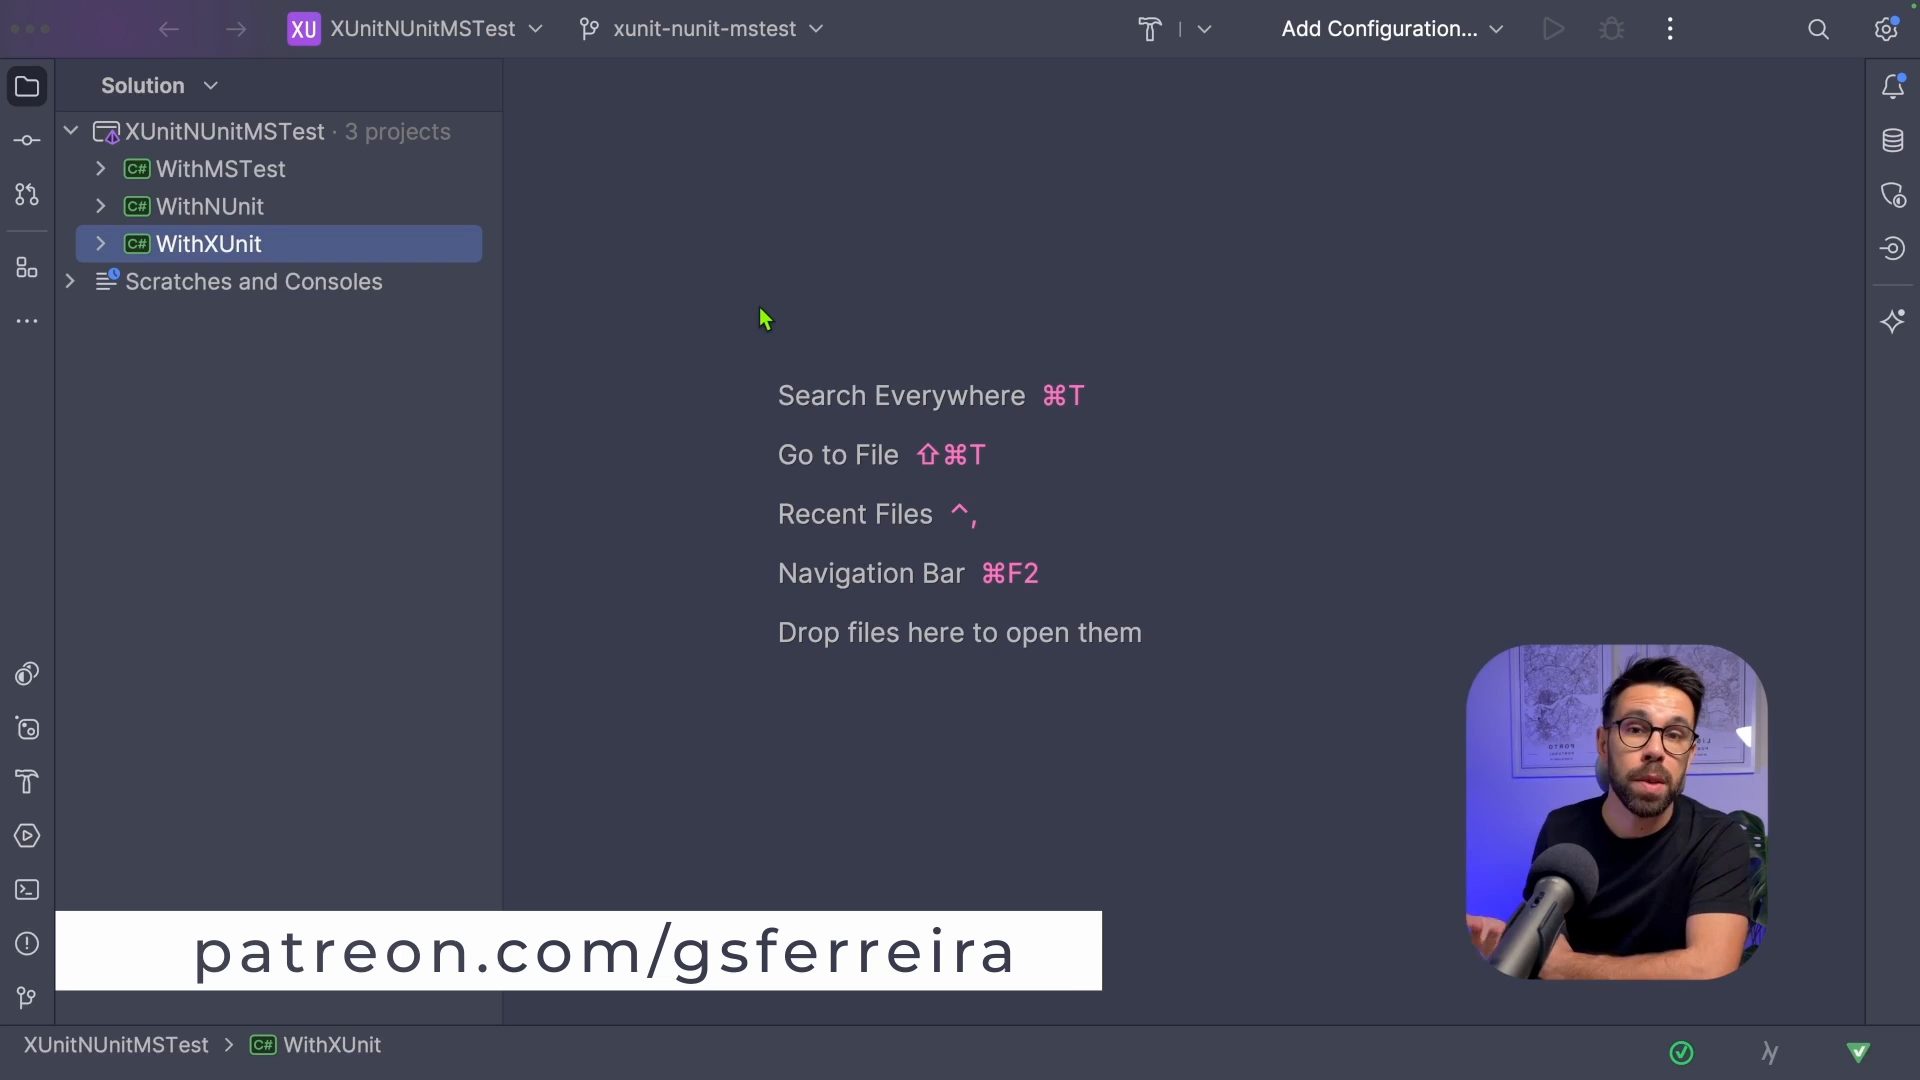 XU XUnitNUnitMSTest xunit-nunit-mstest Add Configuration...
Solution
XUnitNUnitMSTest · 3 projects
C# WithMSTest
C# WithNUnit
C# WithXUnit
Scratches and Consoles
Search Everywhere ⌘T
Go to File ⇧⌘T
Recent Files ^,
Navigation Bar ⌘F2
Drop files here to open them
PORTO
patreon.com/gsferreira
XUnitNUnitMSTest > C# WithXUnit